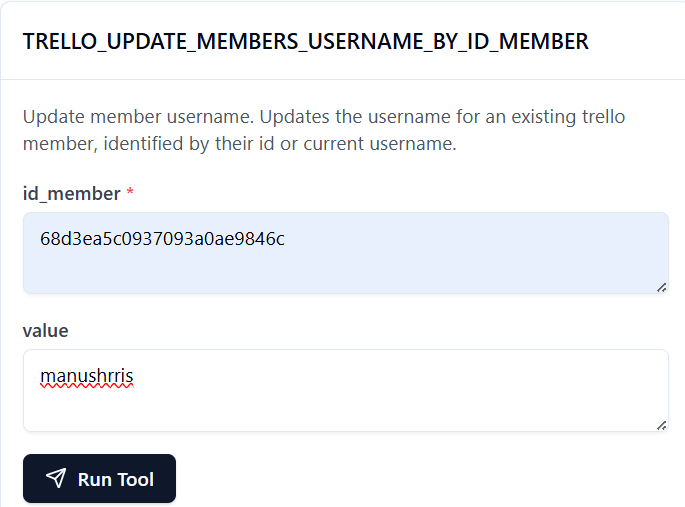 TRELLO_UPDATE_MEMBERS_USERNAME_BY_ID_MEMBER
Update member username. Updates the username for an existing trello
member, identified by their id or current username.
id_member *
68d3ea5c0937093a0ae9846c
value
manushrris
Run Tool